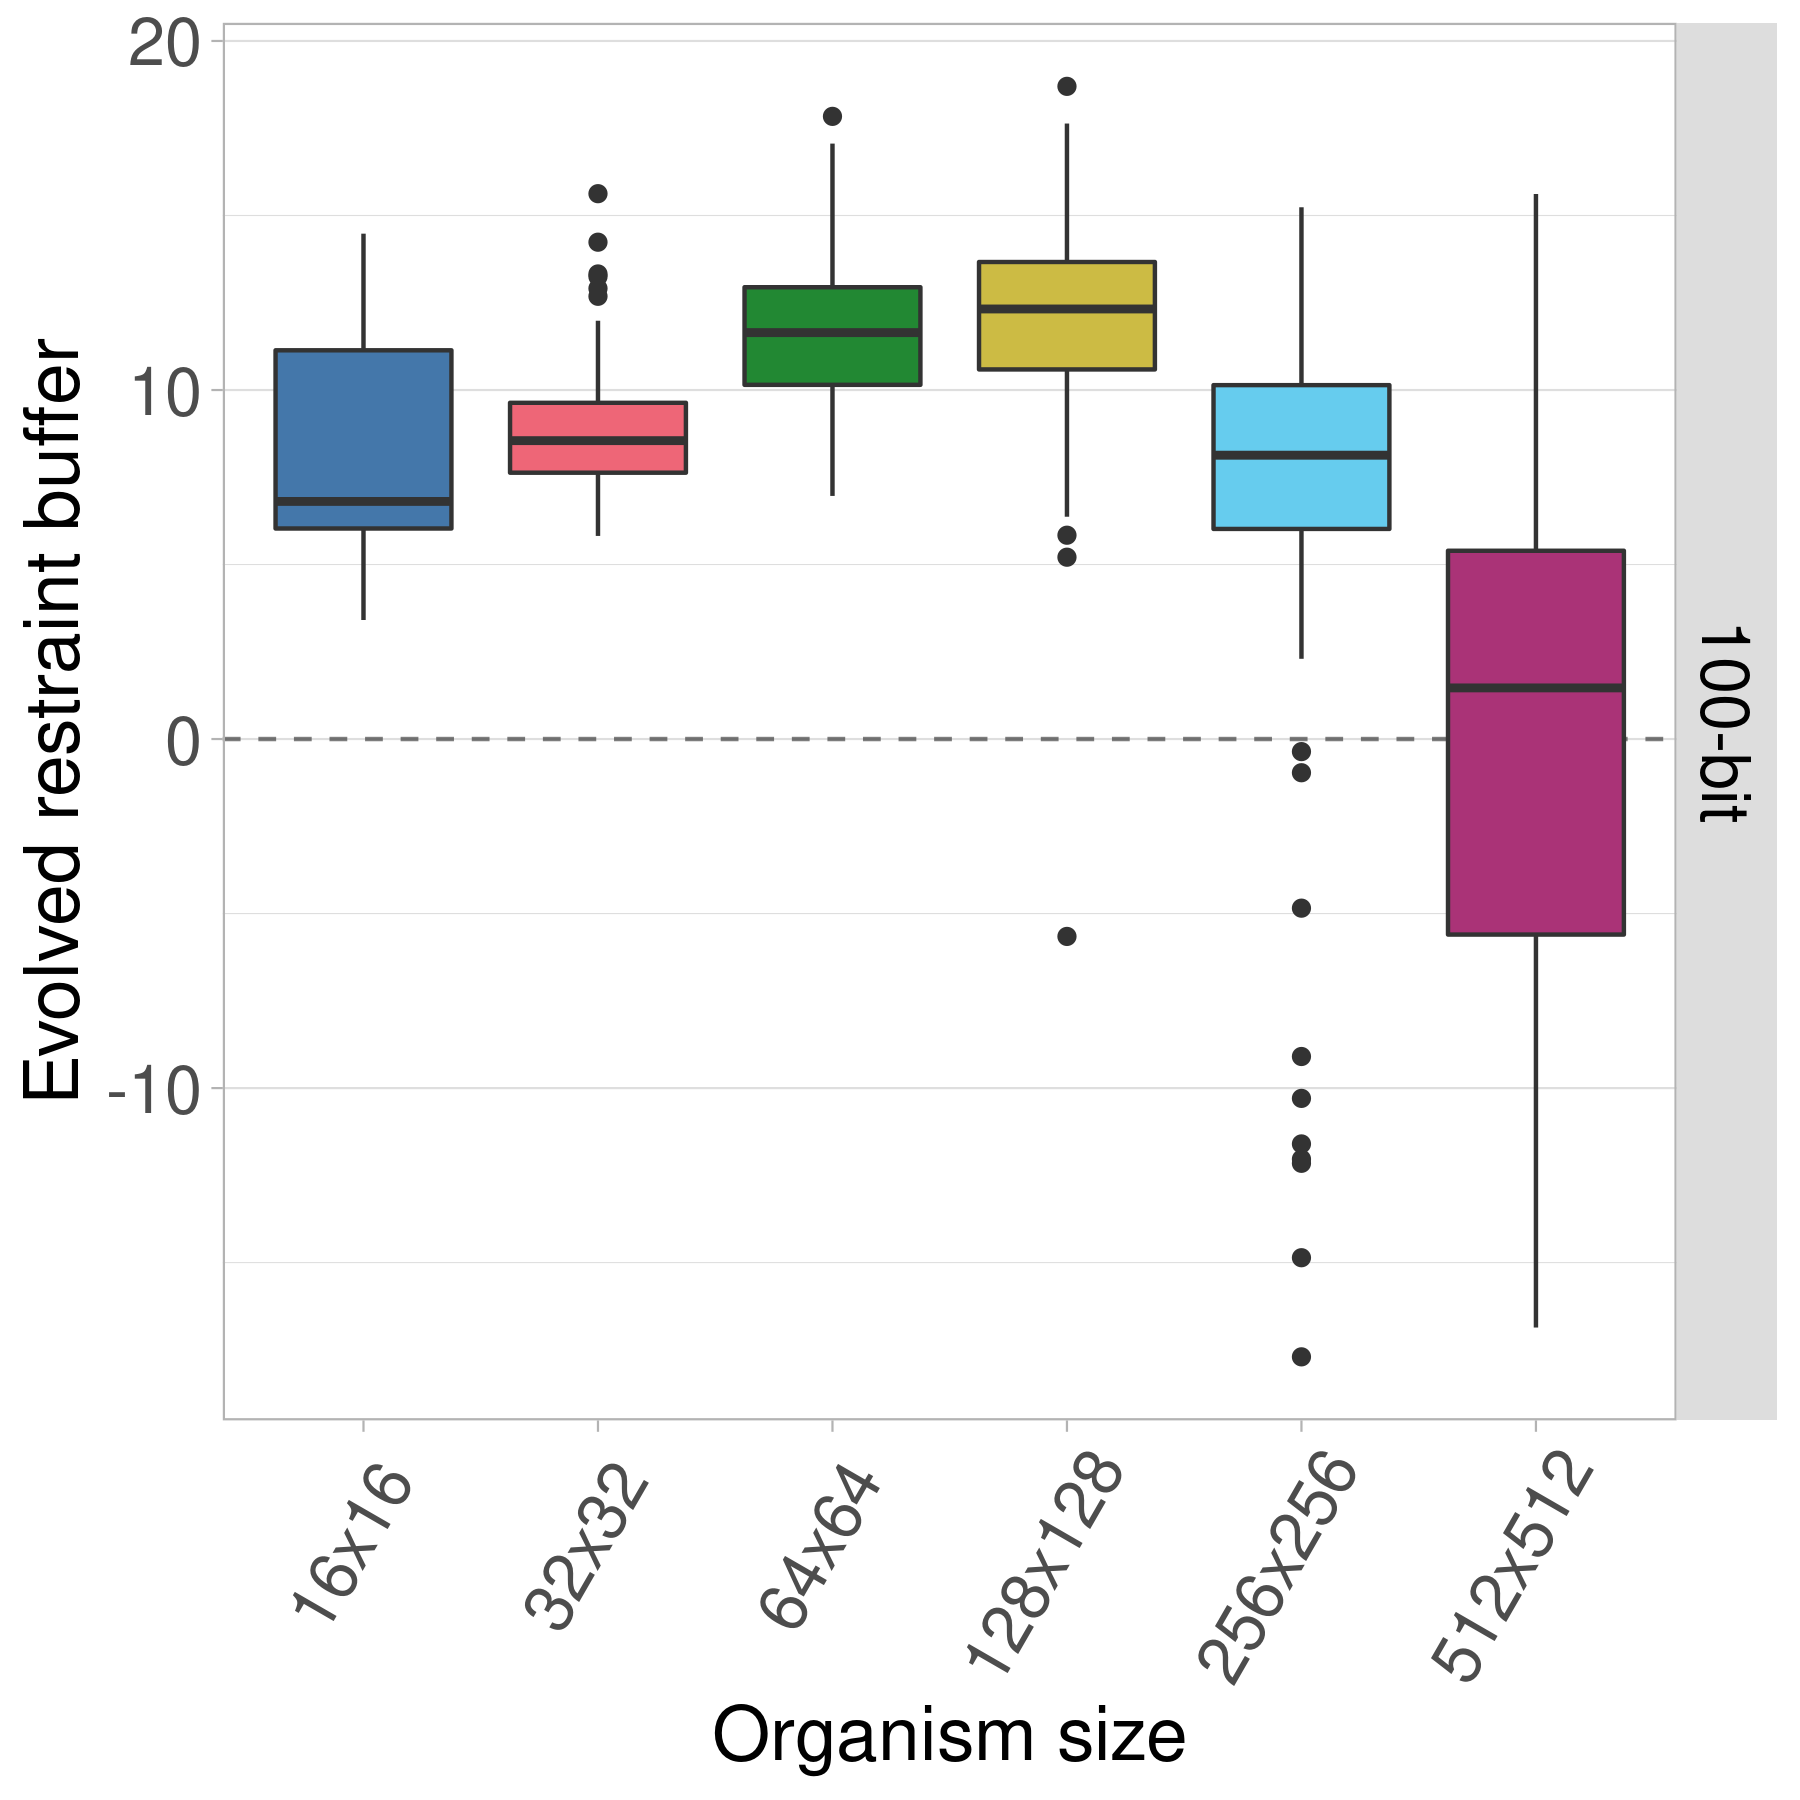 Evolved restraint buffer
20
10
0
-10
100-bit
16x16
32x32
64x64
128x128
256x256
512x512
Organism size